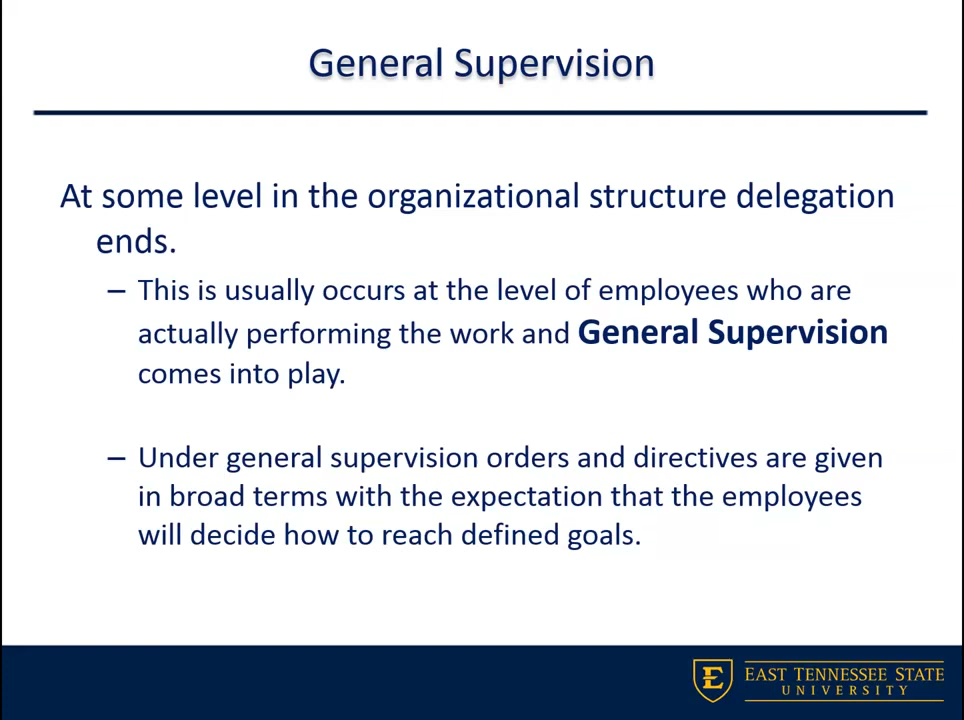 General Supervision
At some level in the organizational structure delegation
ends.
– This is usually occurs at the level of employees who are
actually performing the work and General Supervision
comes into play.
– Under general supervision orders and directives are given
in broad terms with the expectation that the employees
will decide how to reach defined goals.
E
EAST TENNESSEE STATE
UNIVERSITY